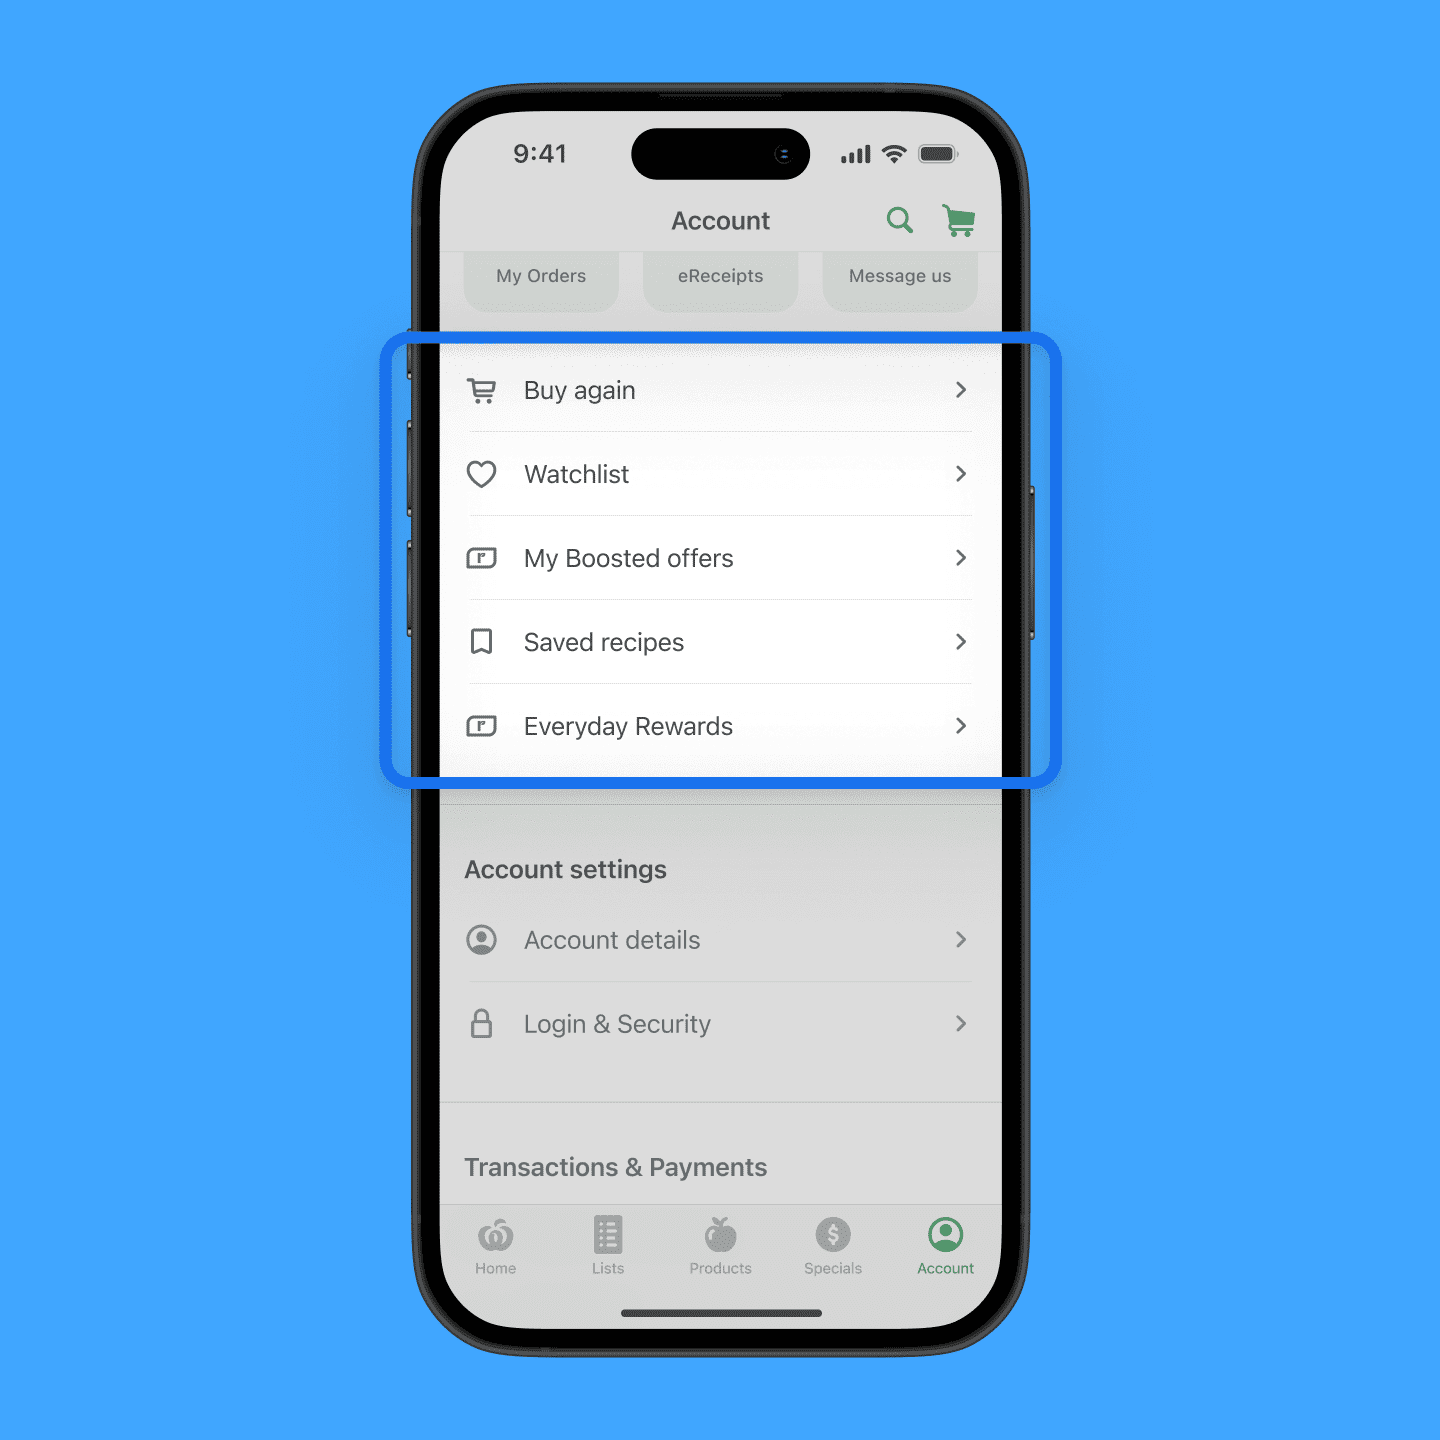 9:41
Account
My Orders
eReceipts
Message us
Buy again
Watchlist
My Boosted offers
Saved recipes
Everyday Rewards
Account settings
Account details
Login & Security
Transactions & Payments
Home
Lists
Products
Specials
Account